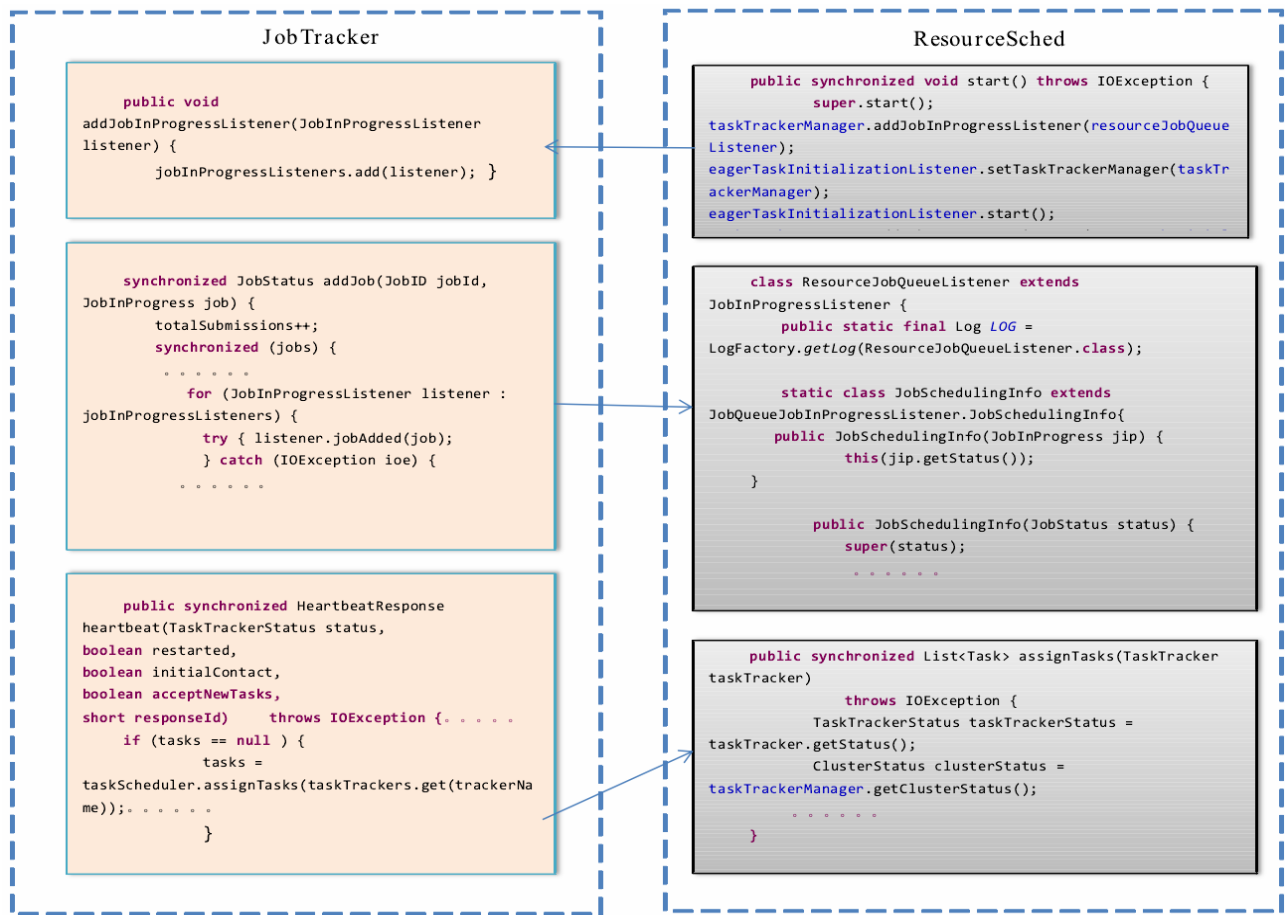 JobTracker
public void
addJobInProgressListener(JobInProgressListener
listener) {
jobInProgressListeners.add(listener); }
synchronized JobStatus addJob(JobID jobId,
JobInProgress job) {
totalSubmissions++;
synchronized (jobs) {
。。。。。。
for (JobInProgressListener listener :
jobInProgressListeners) {
try { listener.jobAdded(job);
} catch (IOException ioe) {
。。。。。。
public synchronized HeartbeatResponse
heartbeat(TaskTrackerStatus status,
boolean restarted,
boolean initialContact,
boolean acceptNewTasks,
short responseId) throws IOException {。。。。。
if (tasks == null ) {
tasks =
taskScheduler.assignTasks(taskTrackers.get(trackerNa
me));。。。。。。
}
ResourceSched
public synchronized void start() throws IOException {
super.start();
taskTrackerManager.addJobInProgressListener(resourceJobQueue
Listener);
eagerTaskInitializationListener.setTaskTrackerManager(taskTr
ackerManager);
eagerTaskInitializationListener.start();
class ResourceJobQueueListener extends
JobInProgressListener {
public static final Log LOG =
LogFactory.getLog(ResourceJobQueueListener.class);
static class JobSchedulingInfo extends
JobQueueJobInProgressListener.JobSchedulingInfo{
public JobSchedulingInfo(JobInProgress jip) {
this(jip.getStatus());
}
public JobSchedulingInfo(JobStatus status) {
super(status);
。。。。。。
public synchronized List<Task> assignTasks(TaskTracker
taskTracker)
throws IOException {
TaskTrackerStatus taskTrackerStatus =
taskTracker.getStatus();
ClusterStatus clusterStatus =
taskTrackerManager.getClusterStatus();
。。。。。。
}